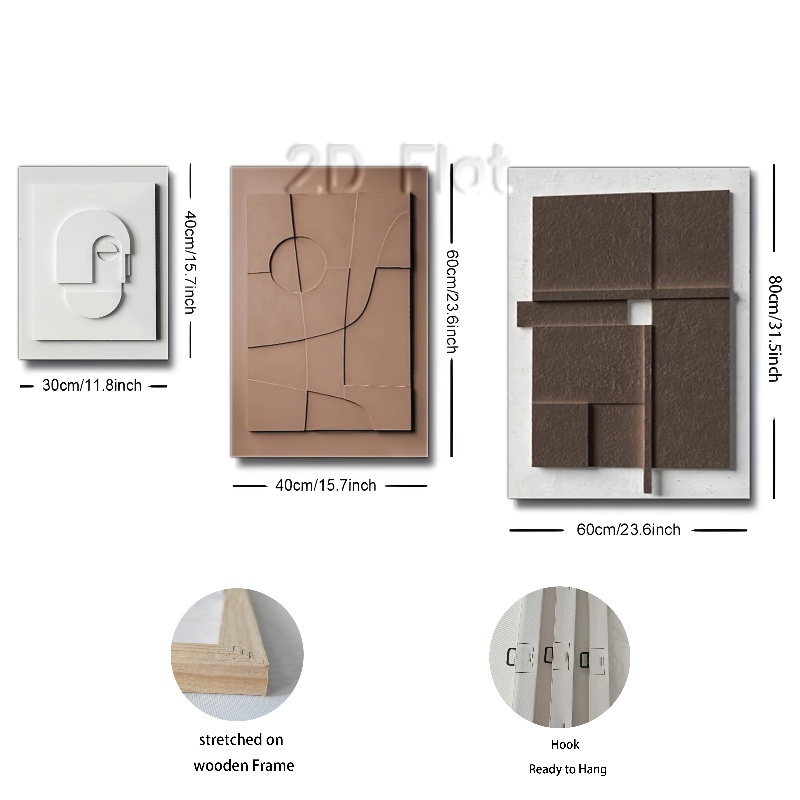 2D Flat
40cm/15.7inch
30cm/11.8inch
60cm/23.6inch
40cm/15.7inch
80cm/31.5inch
60cm/23.6inch
stretched on
wooden Frame
Hook
Ready to Hang